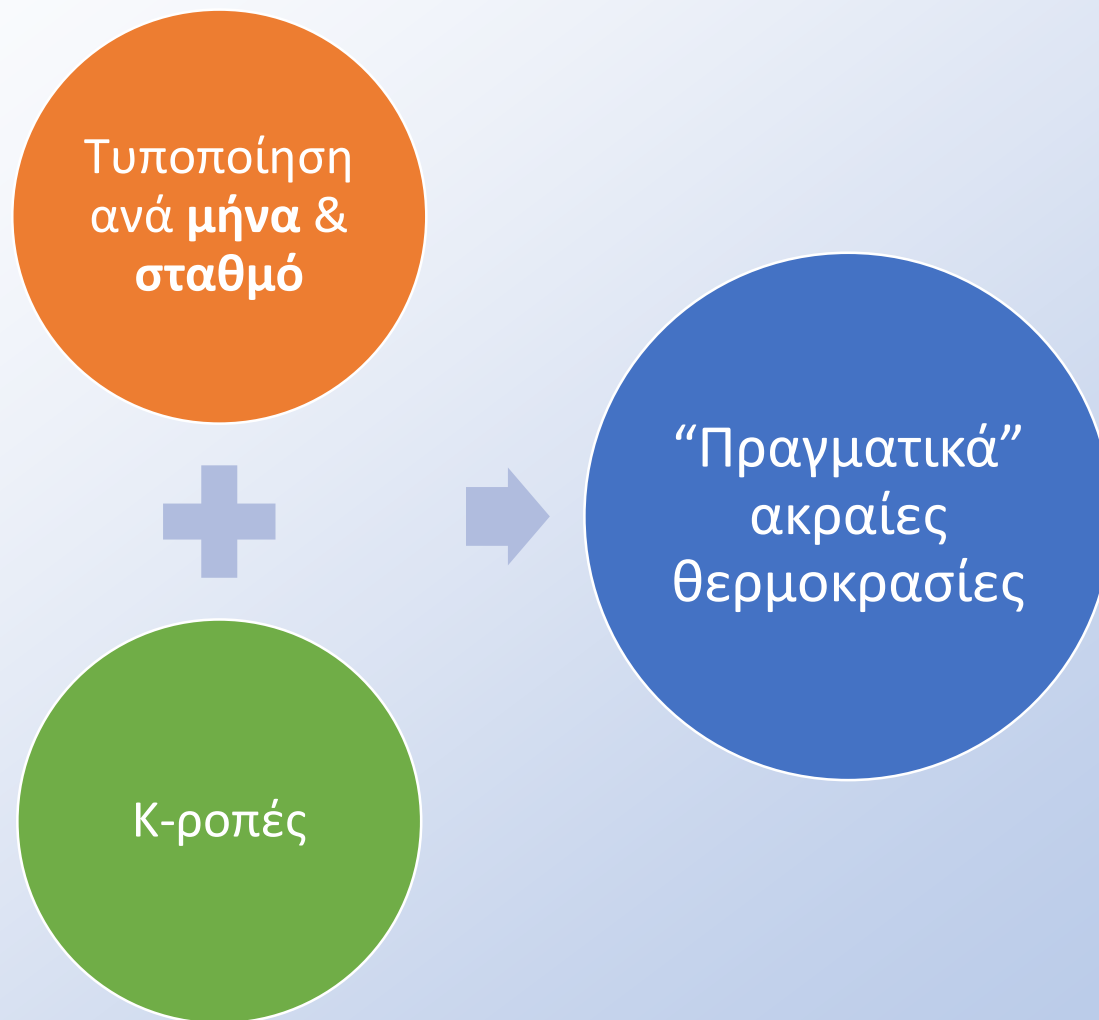 Τυποποίηση
ανά μήνα &
σταθμό
“Πραγματικά”
ακραίες
θερμοκρασίες
Κ-ροπές